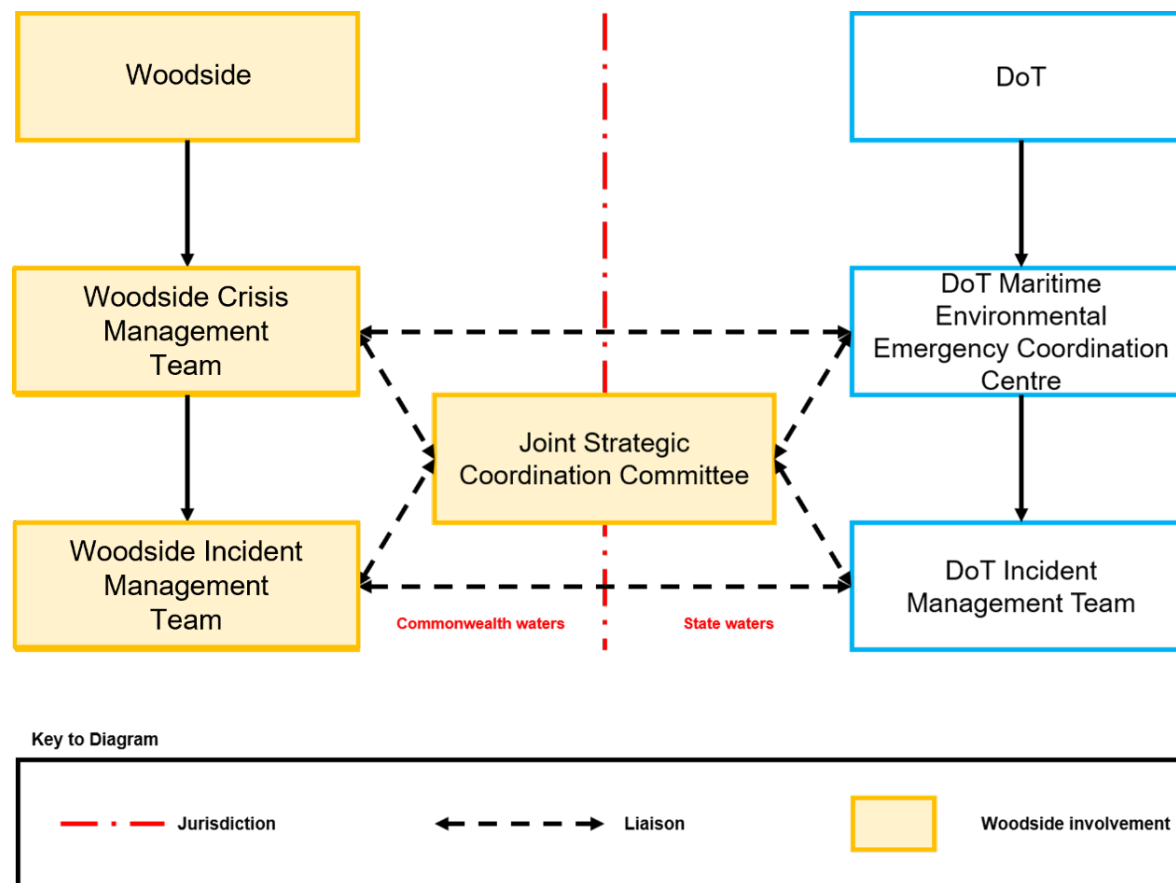 Woodside
DoT
Woodside Crisis
Management
Team
DoT Maritime
Environmental
Emergency Coordination
Centre
Joint Strategic
Coordination Committee
Woodside Incident
Management
Team
DoT Incident
Management Team
Commonwealth waters
State waters
Key to Diagram
Jurisdiction
Liaison
Woodside involvement